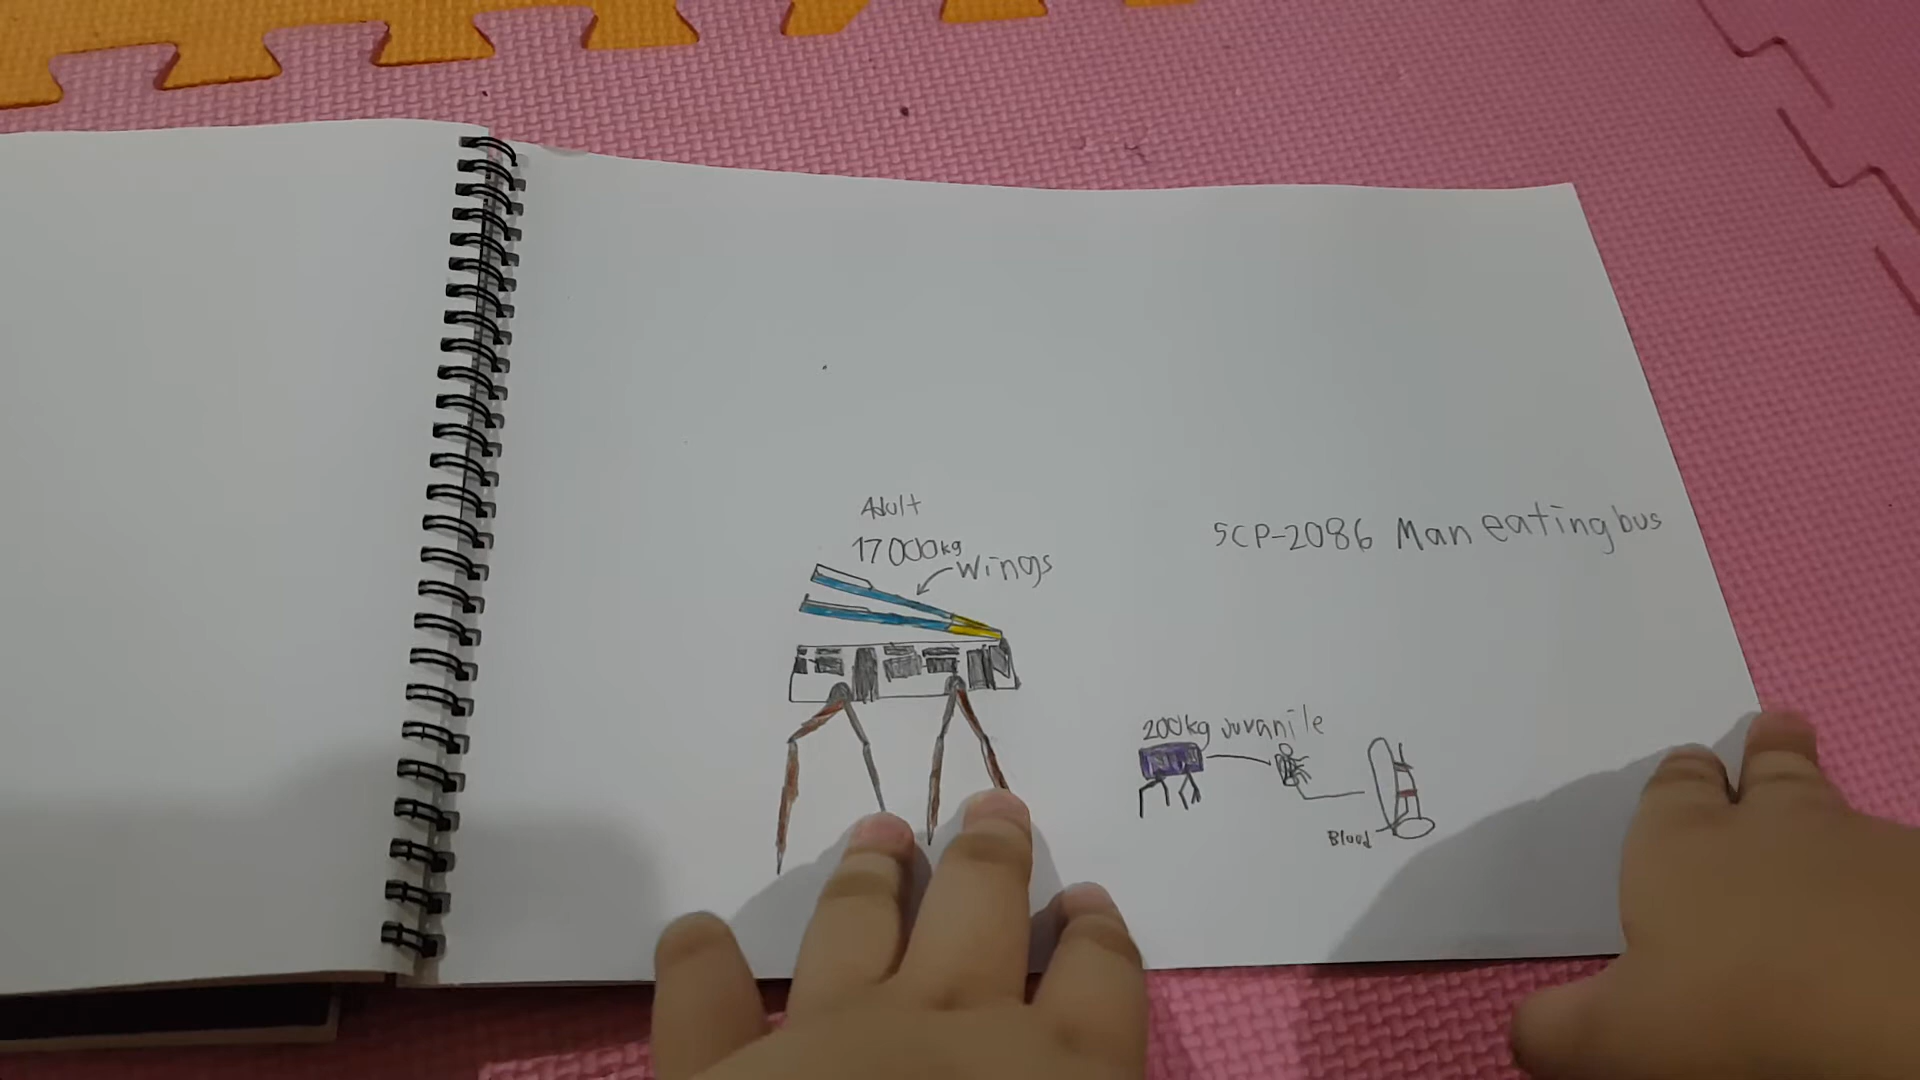 Adult
17000kg
Wings
SCP-2086 Man eating bus
200kg Juvanile
Blood